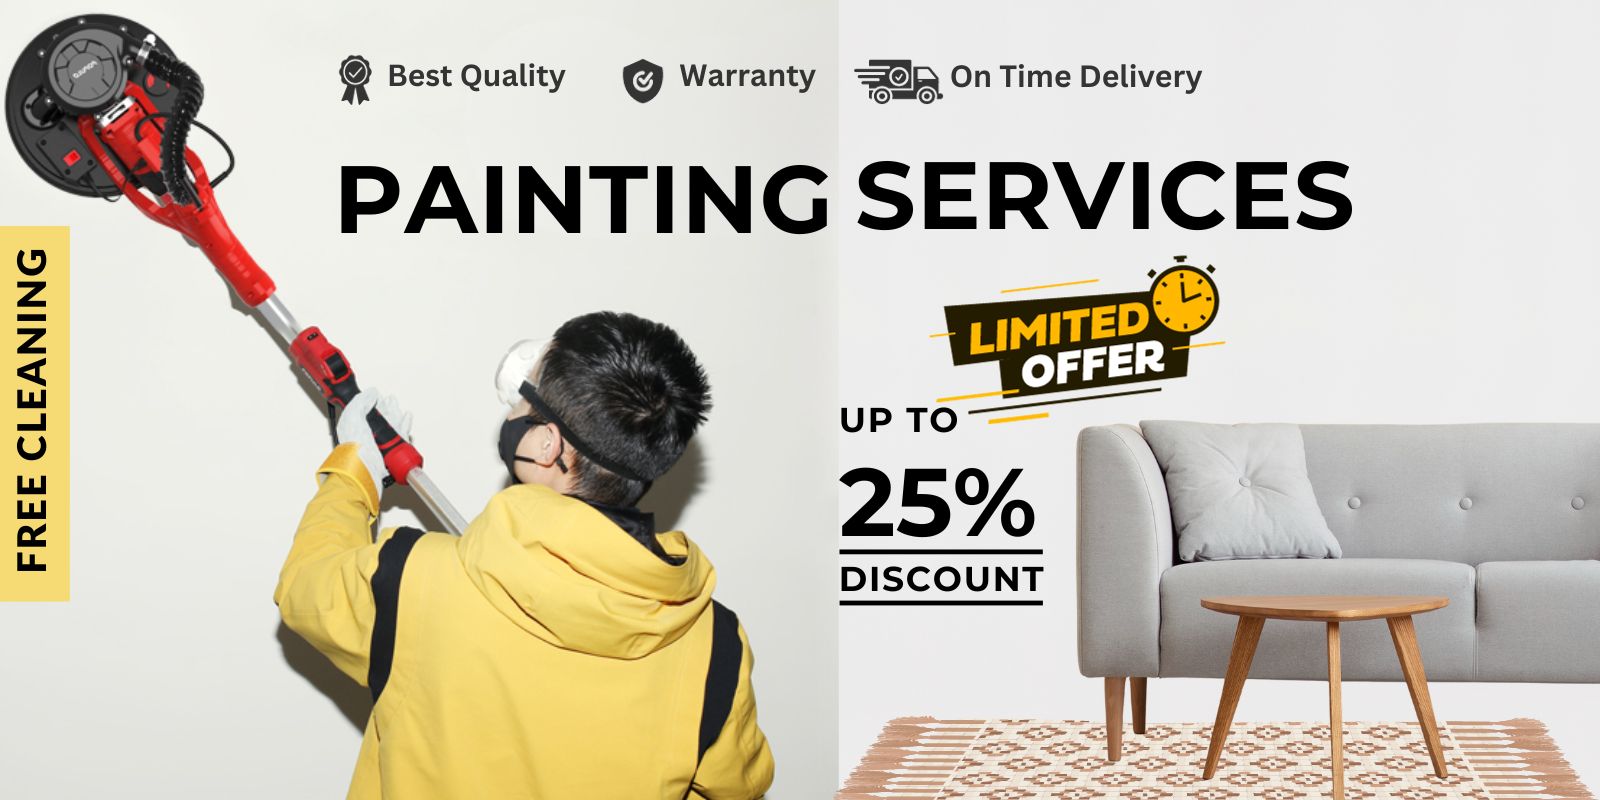 Best Quality
Warranty
On Time Delivery
PAINTING SERVICES
FREE CLEANING
LIMITED
OFFER
UP TO
25%
DISCOUNT